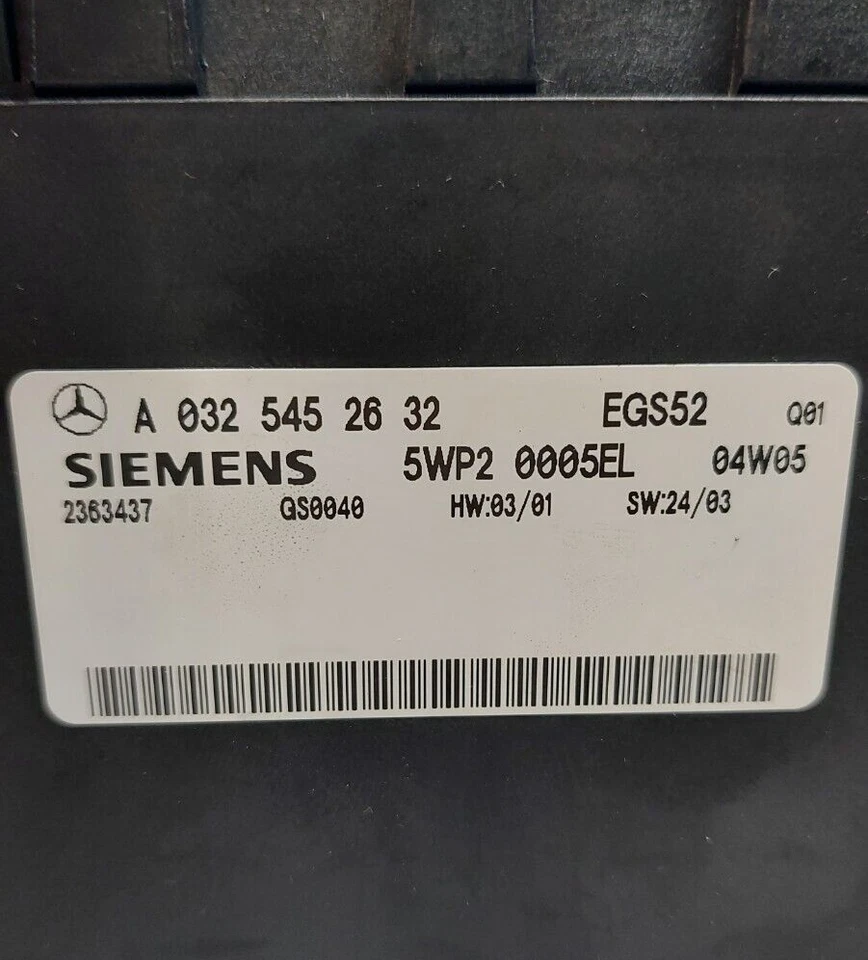 A 032 545 26 32 EGS52 Q01
SIEMENS 5WP2 0005EL 04W05
2363437 QS0040 HW:03/01 SW:24/03